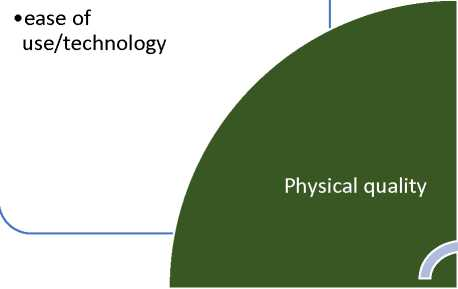 •ease of
use/technology
Physical quality